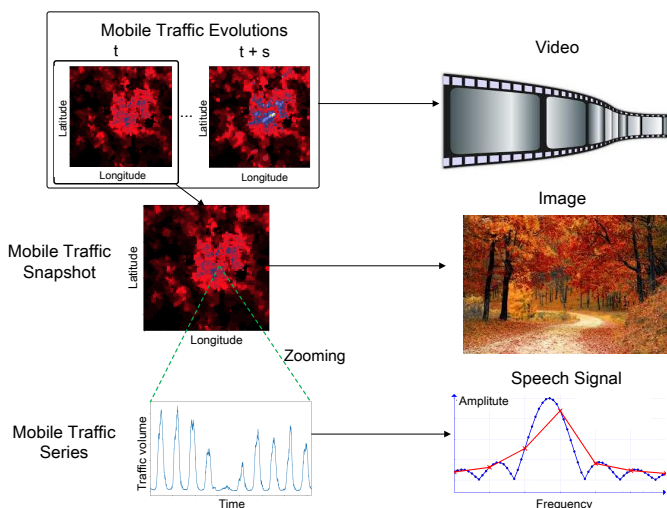 Mobile Traffic Evolutions
t
t + s
Video
Latitude
...
Latitude
Longitude
Longitude
Image
Mobile Traffic
Snapshot
Latitude
Longitude
Zooming
Speech Signal
Mobile Traffic
Series
Traffic volume
Time
Amplitude
Frequency